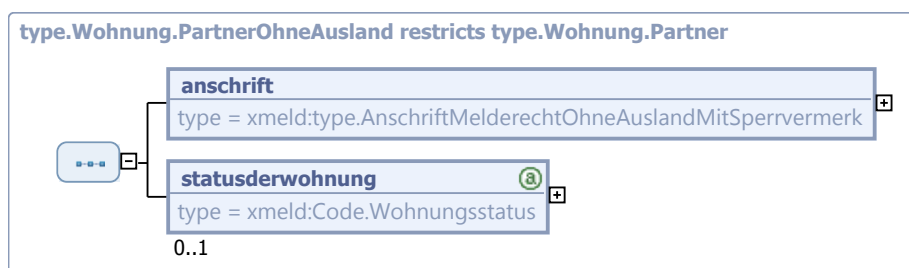 type.Wohnung.PartnerOhneAusland restricts type.Wohnung.Partner
anschrift
type = xmeld:type.AnschriftMelderechtOhneAuslandMitSperrvermerk
statusderwohnung
a
type = xmeld:Code.Wohnungsstatus
0..1